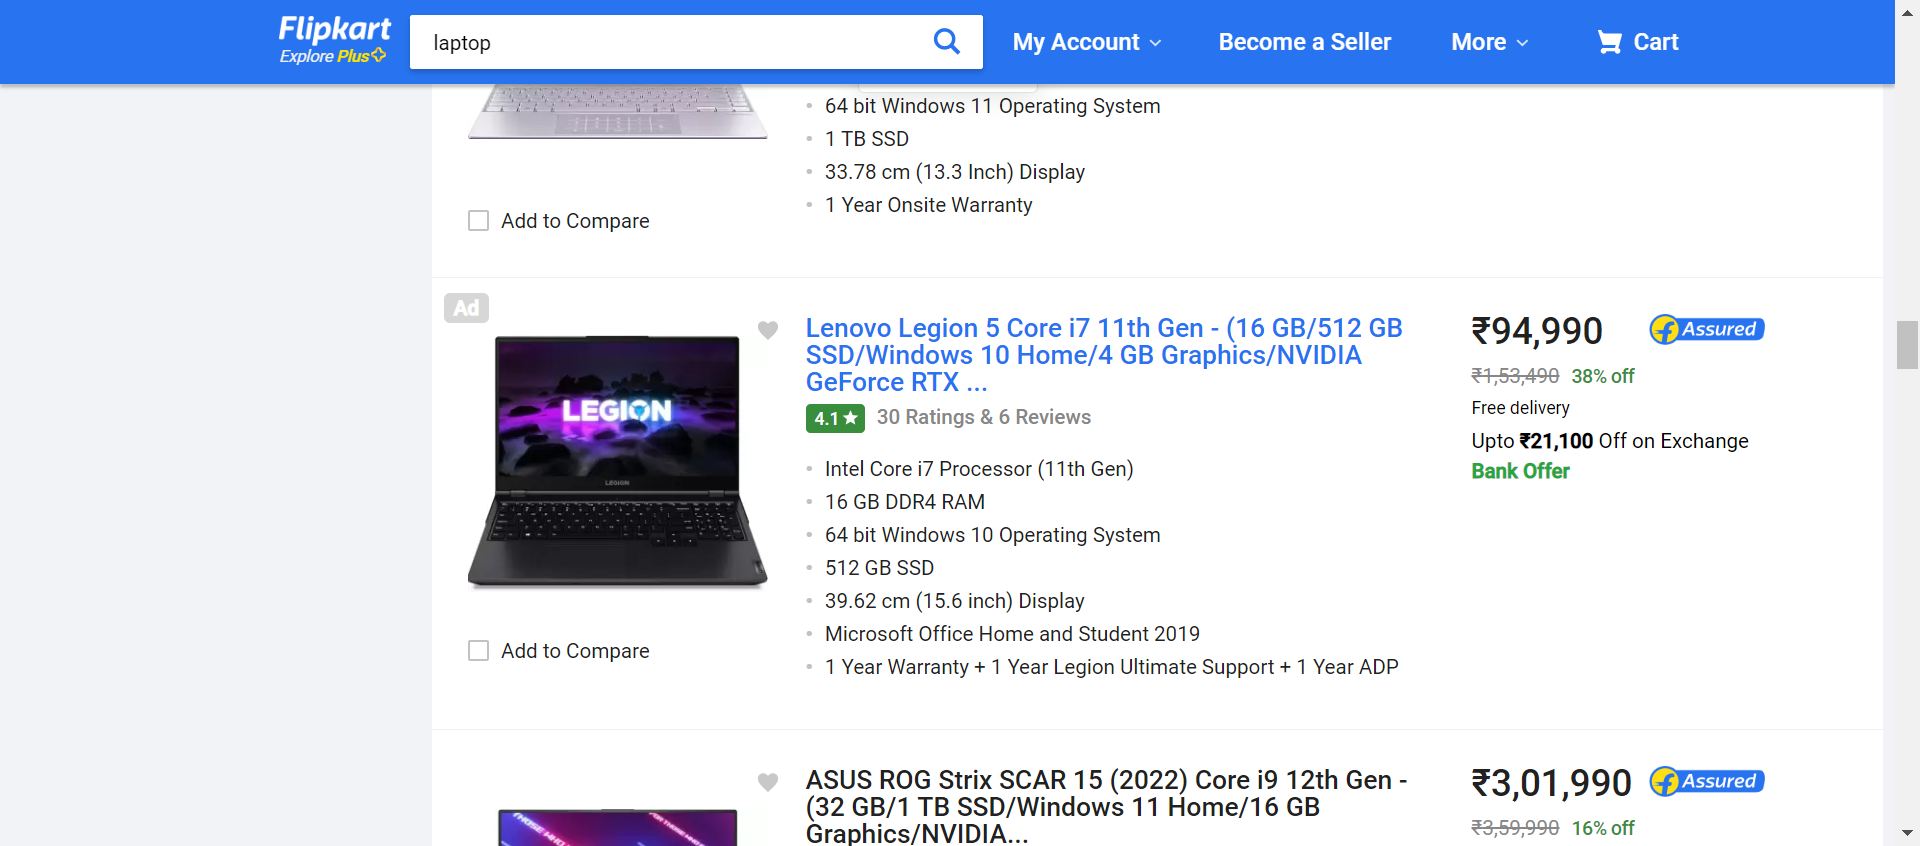 Flipkart
Explore Plus
laptop
My Account
Become a Seller
More
Cart
64 bit Windows 11 Operating System
1 TB SSD
33.78 cm (13.3 Inch) Display
1 Year Onsite Warranty
Add to Compare
Ad
LEGION
LEGION
Add to Compare
Lenovo Legion 5 Core i7 11th Gen - (16 GB/512 GB
SSD/Windows 10 Home/4 GB Graphics/NVIDIA
GeForce RTX ...
4.1★ 30 Ratings & 6 Reviews
Intel Core i7 Processor (11th Gen)
16 GB DDR4 RAM
64 bit Windows 10 Operating System
512 GB SSD
39.62 cm (15.6 inch) Display
Microsoft Office Home and Student 2019
1 Year Warranty + 1 Year Legion Ultimate Support + 1 Year ADP
₹94,990 Assured
₹1,53,490 38% off
Free delivery
Upto ₹21,100 Off on Exchange
Bank Offer
ASUS ROG Strix SCAR 15 (2022) Core i9 12th Gen -
(32 GB/1 TB SSD/Windows 11 Home/16 GB
Graphics/NVIDIA...
₹3,01,990 Assured
₹3,59,990 16% off